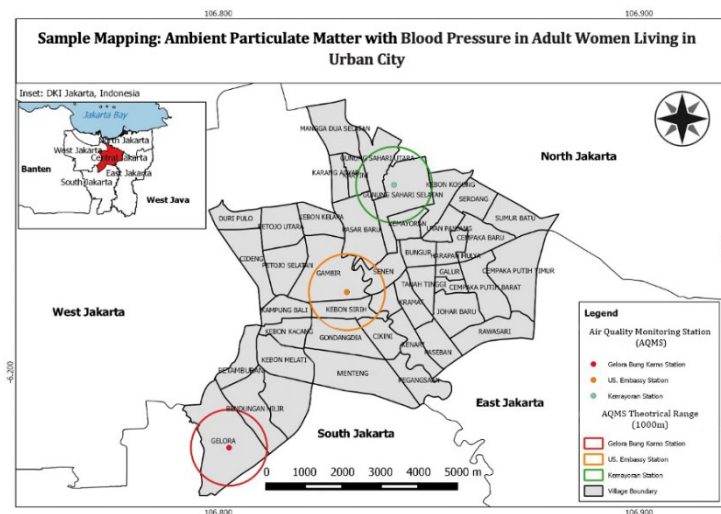 106.800
106.900
Sample Mapping: Ambient Particulate Matter with Blood Pressure in Adult Women Living in
Urban City
Inset: DKI Jakarta, Indonesia
Jakarta Bay
North Jakarta
West Jakarta
Central Jakarta
Banten
East Jakarta
South Jakarta
West Java
MANGGA DUA SELATAN
GUNUNG SAHARI UTARA
North Jakarta
KARANG ANYAR
KEBON KOSONG
GUNUNG SAHARI SELATAN
SERDANG
DURI PULO
KEBON KELAPA
SUMUR BATU
PETOJO UTARA
KEMAYORAN
PASAR BARU
CEMPAKA BARU
CIDENG
BUNGUR
HARAPAN MULYA
PETOJO SELATAN
GAMBIR
SENEN
GALUR
CEMPAKA PUTIH TIMUR
TANAH TINGGI
CEMPAKA PUTIH BARAT
West Jakarta
KAMPUNG BALI
KEBON SIRIH
KRAMAT
JOHAR BARU
KEBON KACANG
GONDANGDIA
CIKINI
KENARI
RAWASARI
KEBON MELATI
PASEBAN
PETAMBURAN
MENTENG
PEGANGSAAN
BENDUNGAN HILIR
East Jakarta
GELORA
South Jakarta
0 1000 2000 3000 4000 5000 m
Legend
Air Quality Monitoring Station
(AQMS)
Gelora Bung Karno Station
US. Embassy Station
Kemayoran Station
AQMS Theotrical Range
(1000m)
Gelora Bung Karno Station
US. Embassy Station
Kemayoran Station
Village Boundary
-6.200
106.800
106.900